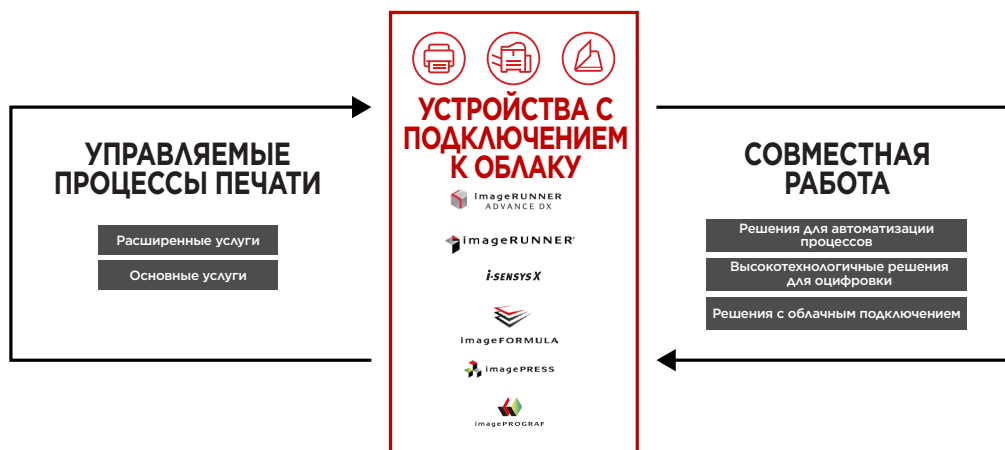 УПРАВЛЯЕМЫЕ
ПРОЦЕССЫ ПЕЧАТИ
Расширенные услуги
Основные услуги
УСТРОЙСТВА С
ПОДКЛЮЧЕНИЕМ
К ОБЛАКУ
imageRUNNER
ADVANCE DX
imageRUNNER®
i-SENSYS X
imageFORMULA
imagePRESS
imagePROGRAF
СОВМЕСТНАЯ
РАБОТА
Решения для автоматизации
процессов
Высокотехнологичные решения
для оцифровки
Решения с облачным подключением